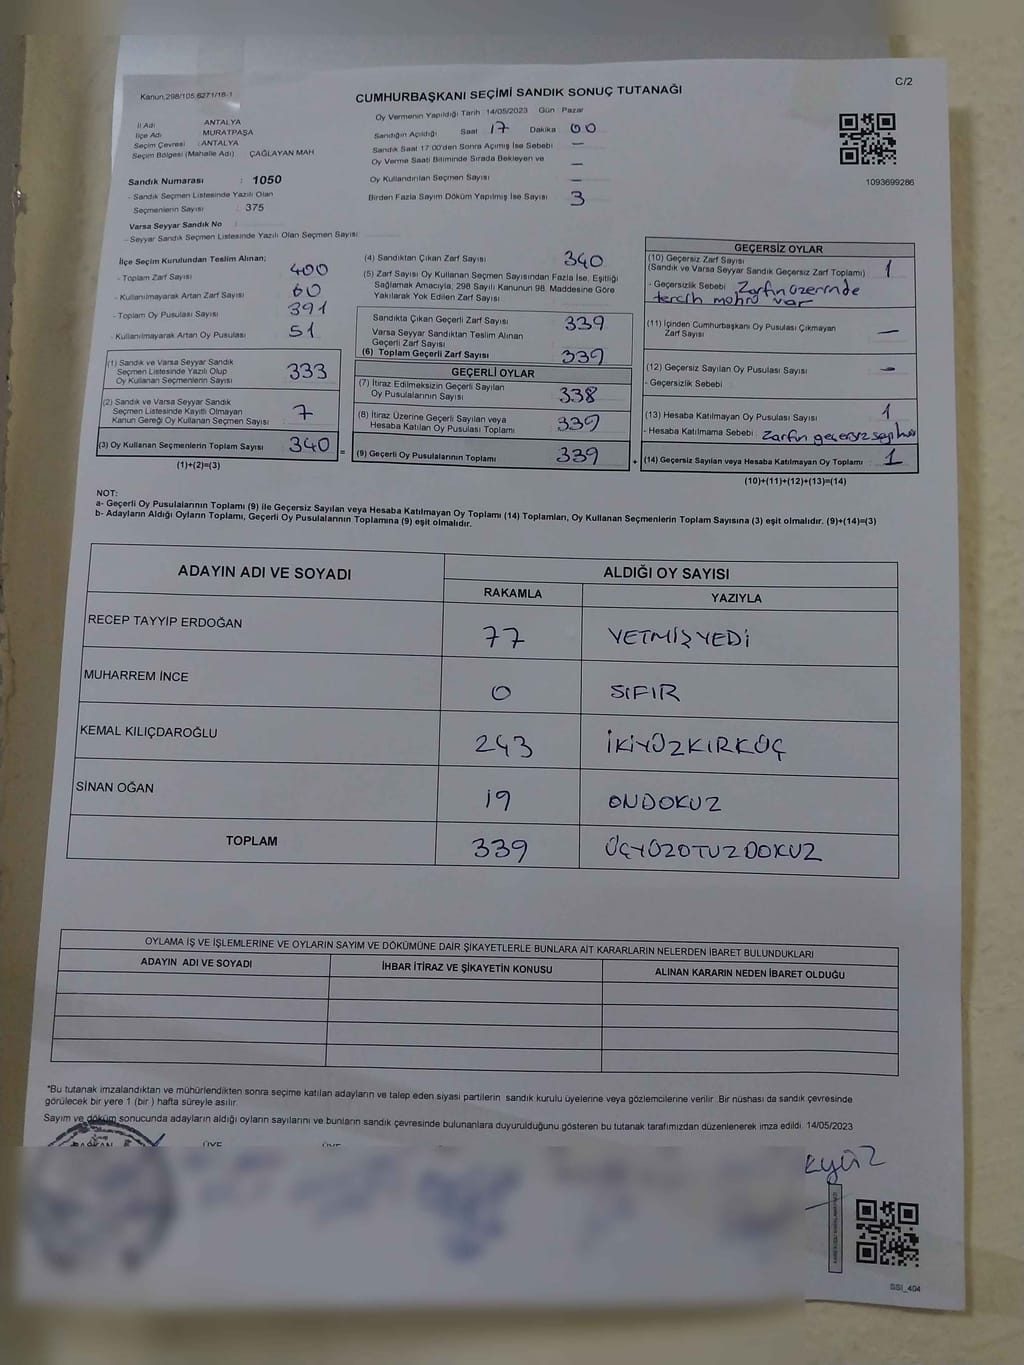 Kanun,298/105,6271/18-1
C/2
CUMHURBAŞKANI SEÇİMİ SANDIK SONUÇ TUTANAĞI
İl Adı : ANTALYA
İlçe Adı : MURATPAŞA
Seçim Çevresi : ANTALYA
Seçim Bölgesi (Mahalle Adı) : ÇAĞLAYAN MAH
Sandık Numarası : 1050
- Sandık Seçmen Listesinde Yazılı Olan
Seçmenlerin Sayısı : 375
Varsa Seyyar Sandık No
- Seyyar Sandık Seçmen Listesinde Yazılı Olan Seçmen Sayısı
Oy Vermenin Yapıldığı Tarih 14/05/2023 Gün Pazar
Sandığın Açıldığı Saat 17 Dakika 00
Sandık Saat 17:00'den Sonra Açımış İse Sebebi —
Oy Verme Saati Bitiminde Sırada Bekleyen ve
Oy Kullandırılan Seçmen Sayısı —
Birden Fazla Sayım Döküm Yapılmış İse Sayısı 3
1093699286
İlçe Seçim Kurulundan Teslim Alınan;
- Toplam Zarf Sayısı 400
- Kullanılmayarak Artan Zarf Sayısı 60
- Toplam Oy Pusulası Sayısı 391
- Kullanılmayarak Artan Oy Pusulası 51
(1) Sandık ve Varsa Seyyar Sandık
Seçmen Listesinde Yazılı Olup
Oy Kullanan Seçmenlerin Sayısı 333
(2) Sandık ve Varsa Seyyar Sandık
Seçmen Listesinde Kayıtlı Olmayan
Kanun Gereği Oy Kullanan Seçmen Sayısı 7
(3) Oy Kullanan Seçmenlerin Toplam Sayısı 340
(1)+(2)=(3)
(4) Sandıktan Çıkan Zarf Sayısı 340
(5) Zarf Sayısı Oy Kullanan Seçmen Sayısından Fazla İse, Eşitliği
Sağlamak Amacıyla, 298 Sayılı Kanunun 98. Maddesine Göre
Yakılarak Yok Edilen Zarf Sayısı
Sandıkta Çıkan Geçerli Zarf Sayısı 339
Varsa Seyyar Sandıktan Teslim Alınan
Geçerli Zarf Sayısı
(6) Toplam Geçerli Zarf Sayısı 339
GEÇERLİ OYLAR
(7) İtiraz Edilmeksizin Geçerli Sayılan
Oy Pusulalarının Sayısı 338
(8) İtiraz Üzerine Geçerli Sayılan veya
Hesaba Katılan Oy Pusulası Toplamı 339
= (9) Geçerli Oy Pusulalarının Toplamı 339 +
GEÇERSİZ OYLAR
(10) Geçersiz Zarf Sayısı
(Sandık ve Varsa Seyyar Sandık Geçersiz Zarf Toplamı) 1
- Geçersizlik Sebebi Zarfın üzerinde
tercih mührü var
(11) İçinden Cumhurbaşkanı Oy Pusulası Çıkmayan
Zarf Sayısı —
(12) Geçersiz Sayılan Oy Pusulası Sayısı —
- Geçersizlik Sebebi
(13) Hesaba Katılmayan Oy Pusulası Sayısı 1
- Hesaba Katılmama Sebebi Zarfın geçersiz
(14) Geçersiz Sayılan veya Hesaba Katılmayan Oy Toplamı 1
(10)+(11)+(12)+(13)=(14)
NOT:
a- Geçerli Oy Pusulalarının Toplamı (9) ile Geçersiz Sayılan veya Hesaba Katılmayan Oy Toplamı (14) Toplamları, Oy Kullanan Seçmenlerin Toplam Sayısına (3) eşit olmalıdır. (9)+(14)=(3)
b- Adayların Aldığı Oyların Toplamı, Geçerli Oy Pusulalarının Toplamına (9) eşit olmalıdır.
ADAYIN ADI VE SOYADI ALDIĞI OY SAYISI
RAKAMLA YAZIYLA
RECEP TAYYIP ERDOĞAN 77 YETMİŞYEDİ
MUHARREM İNCE 0 SIFIR
KEMAL KILIÇDAROĞLU 243 İKİYÜZKIRKÜÇ
SİNAN OĞAN 19 ONDOKUZ
TOPLAM 339 ÜÇYÜZOTUZDOKUZ
OYLAMA İŞ VE İŞLEMLERINE VE OYLARIN SAYIM VE DÖKÜMÜNE DAİR ŞİKAYETLERLE BUNLARA AİT KARARLARIN NELERDEN İBARET BULUNDUKLARI
ADAYIN ADI VE SOYADI İHBAR İTİRAZ VE ŞİKAYETİN KONUSU ALINAN KARARIN NEDEN İBARET OLDUĞU
*Bu tutanak imzalandıktan ve mühürlendikten sonra seçime katılan adayların ve talep eden siyasi partilerin sandık kurulu üyelerine veya gözlemcilerine verilir .Bir nüshası da sandık çevresinde
görülecek bir yere 1 (bir ) hafta süreyle asılır.
Sayım ve döküm sonucunda adayların aldığı oyların sayılarını ve bunların sandık çevresinde bulunanlara duyurulduğunu gösteren bu tutanak tarafımızdan düzenlenerek imza edildi. 14/05/2023
BAŞKAN ÜYE ÜYE
SSI_404